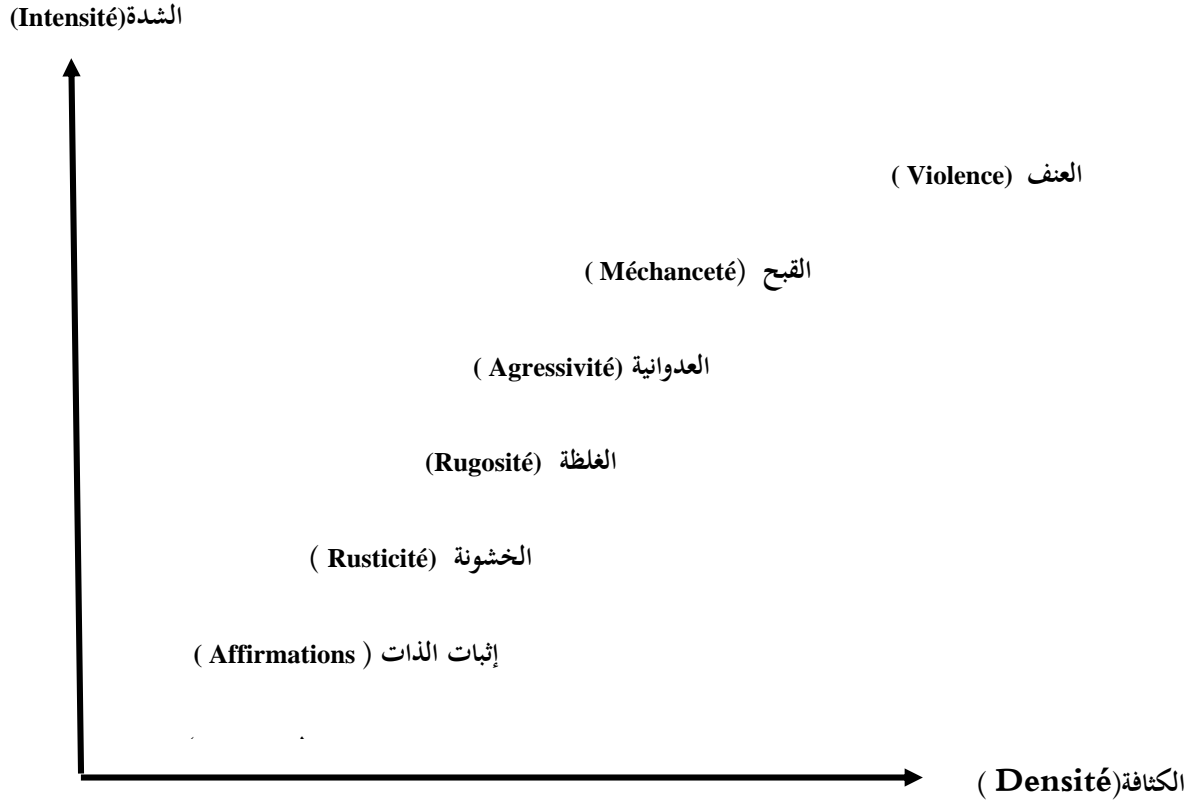 الشدة(Intensité)
العنف (Violence )
القبح (Méchanceté )
العدوانية (Agressivité )
الغلظة (Rugosité)
الخشونة (Rusticité )
إثبات الذات ( Affirmations )
الكثافة(Densité )